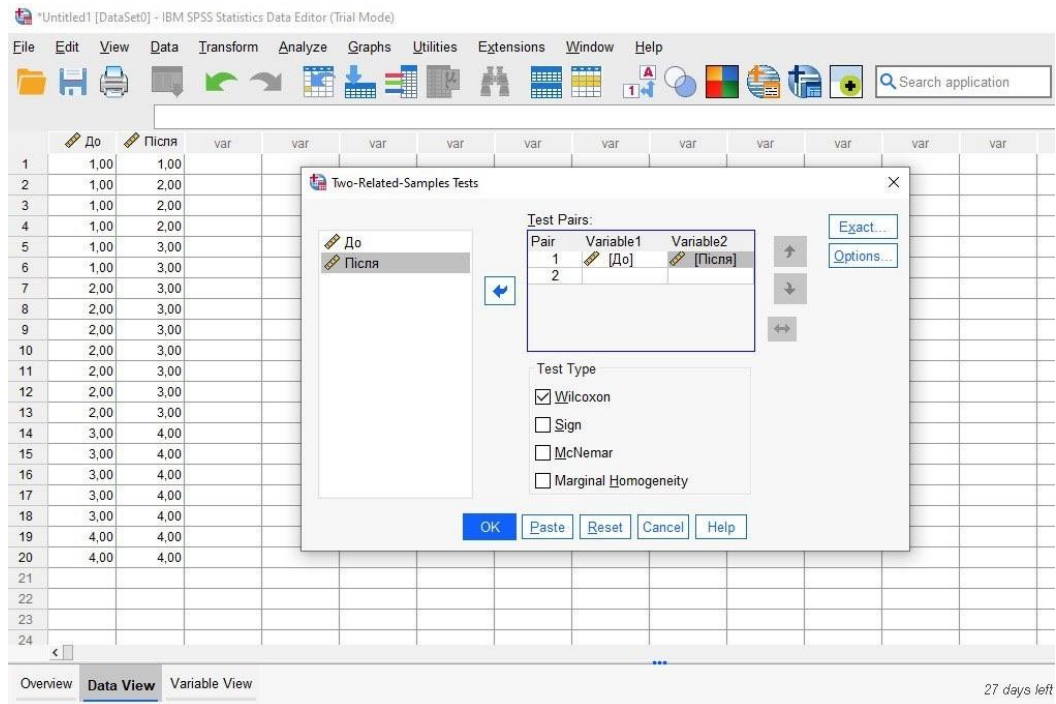 *Untitled1 [DataSet0] - IBM SPSS Statistics Data Editor (Trial Mode)
File Edit View Data Transform Analyze Graphs Utilities Extensions Window Help
Search application
До Після var var var var var var var var var var var
1 1,00 1,00
2 1,00 2,00
3 1,00 2,00
4 1,00 2,00
5 1,00 3,00
6 1,00 3,00
7 2,00 3,00
8 2,00 3,00
9 2,00 3,00
10 2,00 3,00
11 2,00 3,00
12 2,00 3,00
13 2,00 3,00
14 3,00 4,00
15 3,00 4,00
16 3,00 4,00
17 3,00 4,00
18 3,00 4,00
19 4,00 4,00
20 4,00 4,00
21
22
23
24
Two-Related-Samples Tests
До
Після
Test Pairs:
Pair Variable1 Variable2
1 [До] [Після]
2
Exact...
Options...
Test Type
Wilcoxon
Sign
McNemar
Marginal Homogeneity
OK Paste Reset Cancel Help
Overview Data View Variable View
27 days left